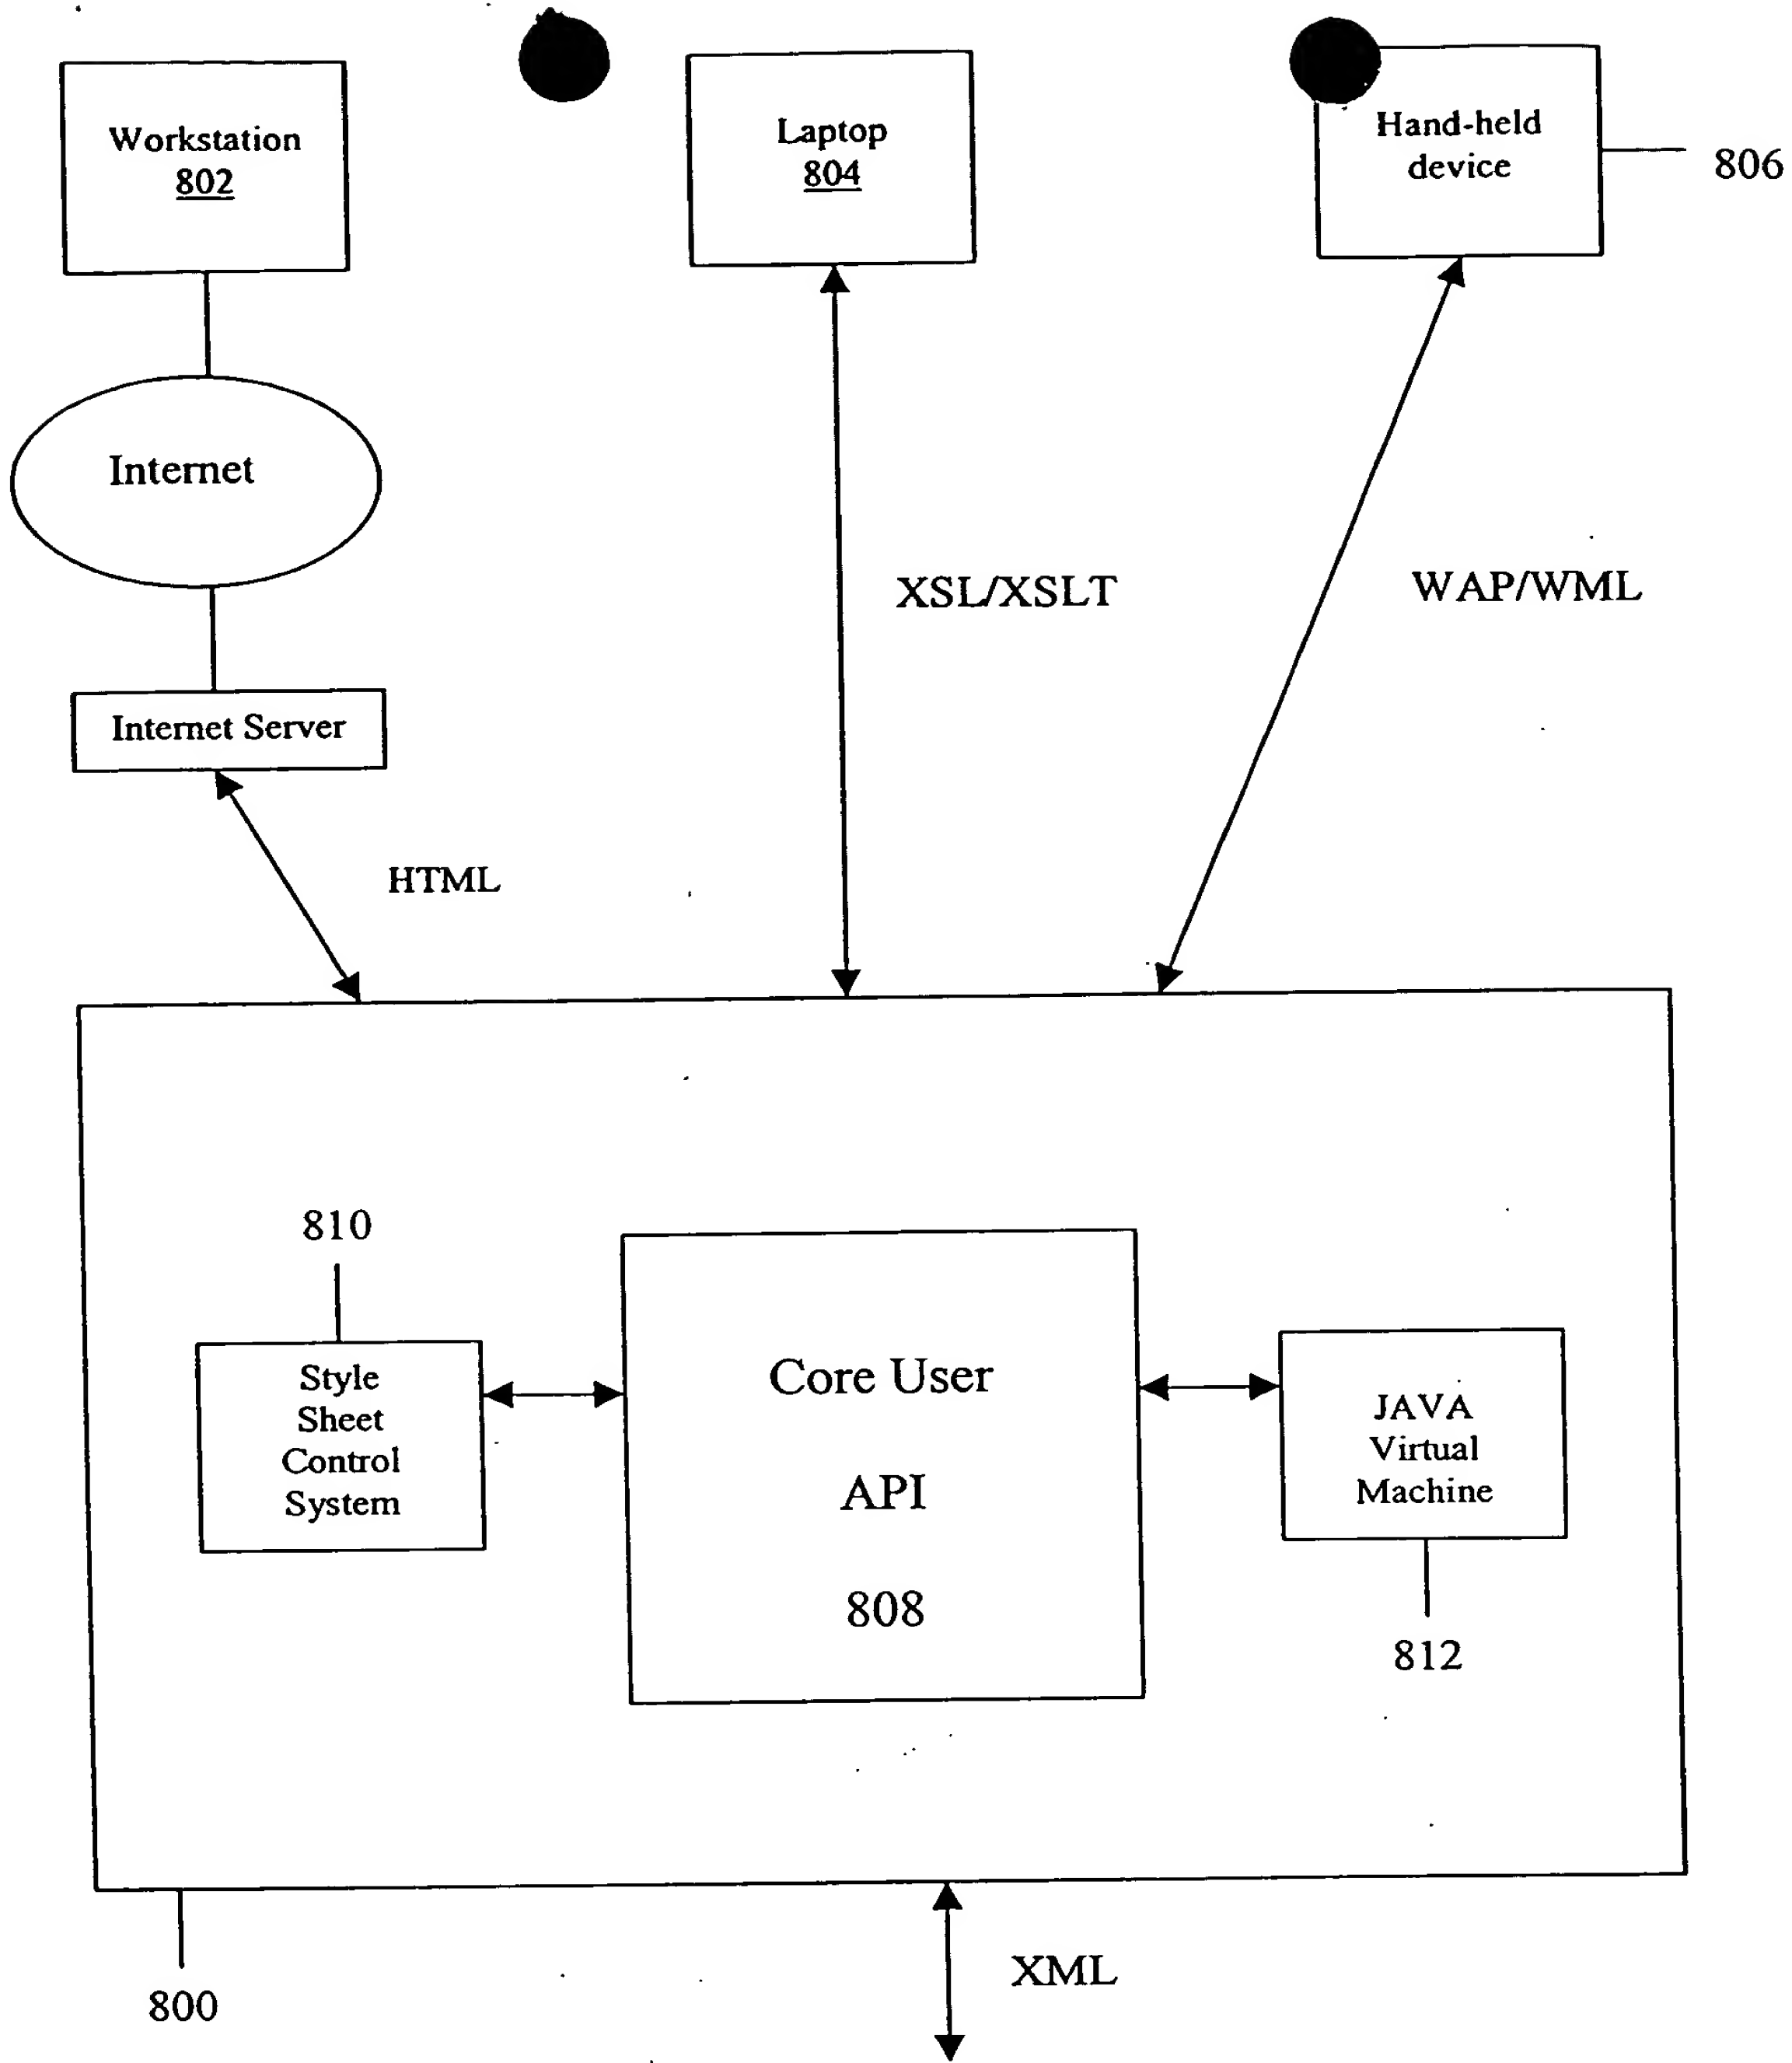 Workstation
802
Laptop
804
Hand-held
device
806
Internet
XSL/XSLT
WAP/WML
Internet Server
HTML
810
Style
Sheet
Control
System
Core User
API
808
JAVA
Virtual
Machine
812
XML
800